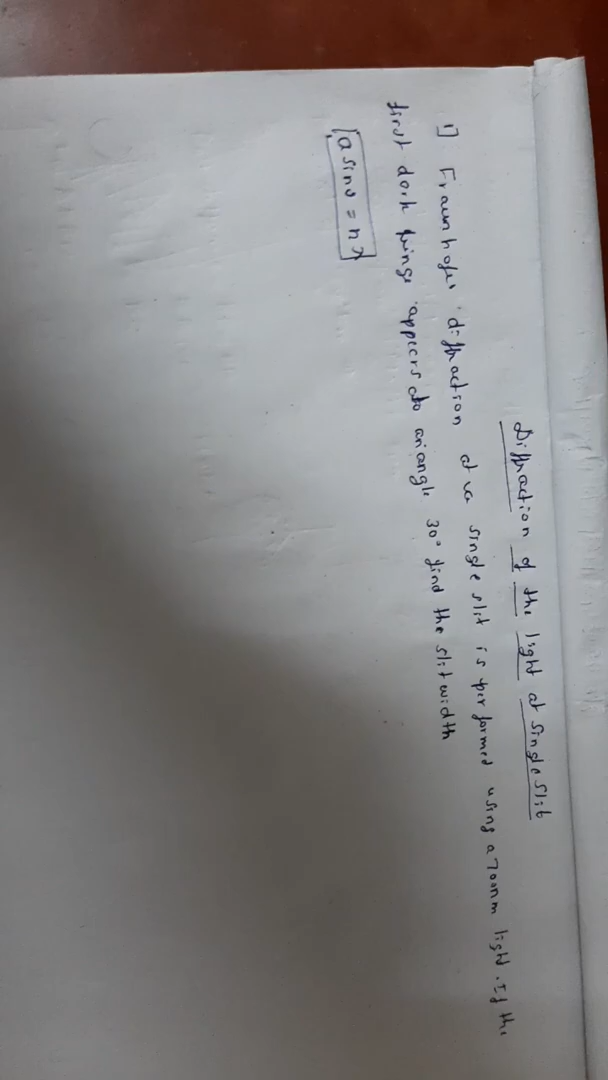 Diffraction of the light at single slit
1] Fraunhofer diffraction at a single slit is performed using a 700nm light. If the
first dark fringe appeers at an angle 30° find the slit width
a sinθ = nλ